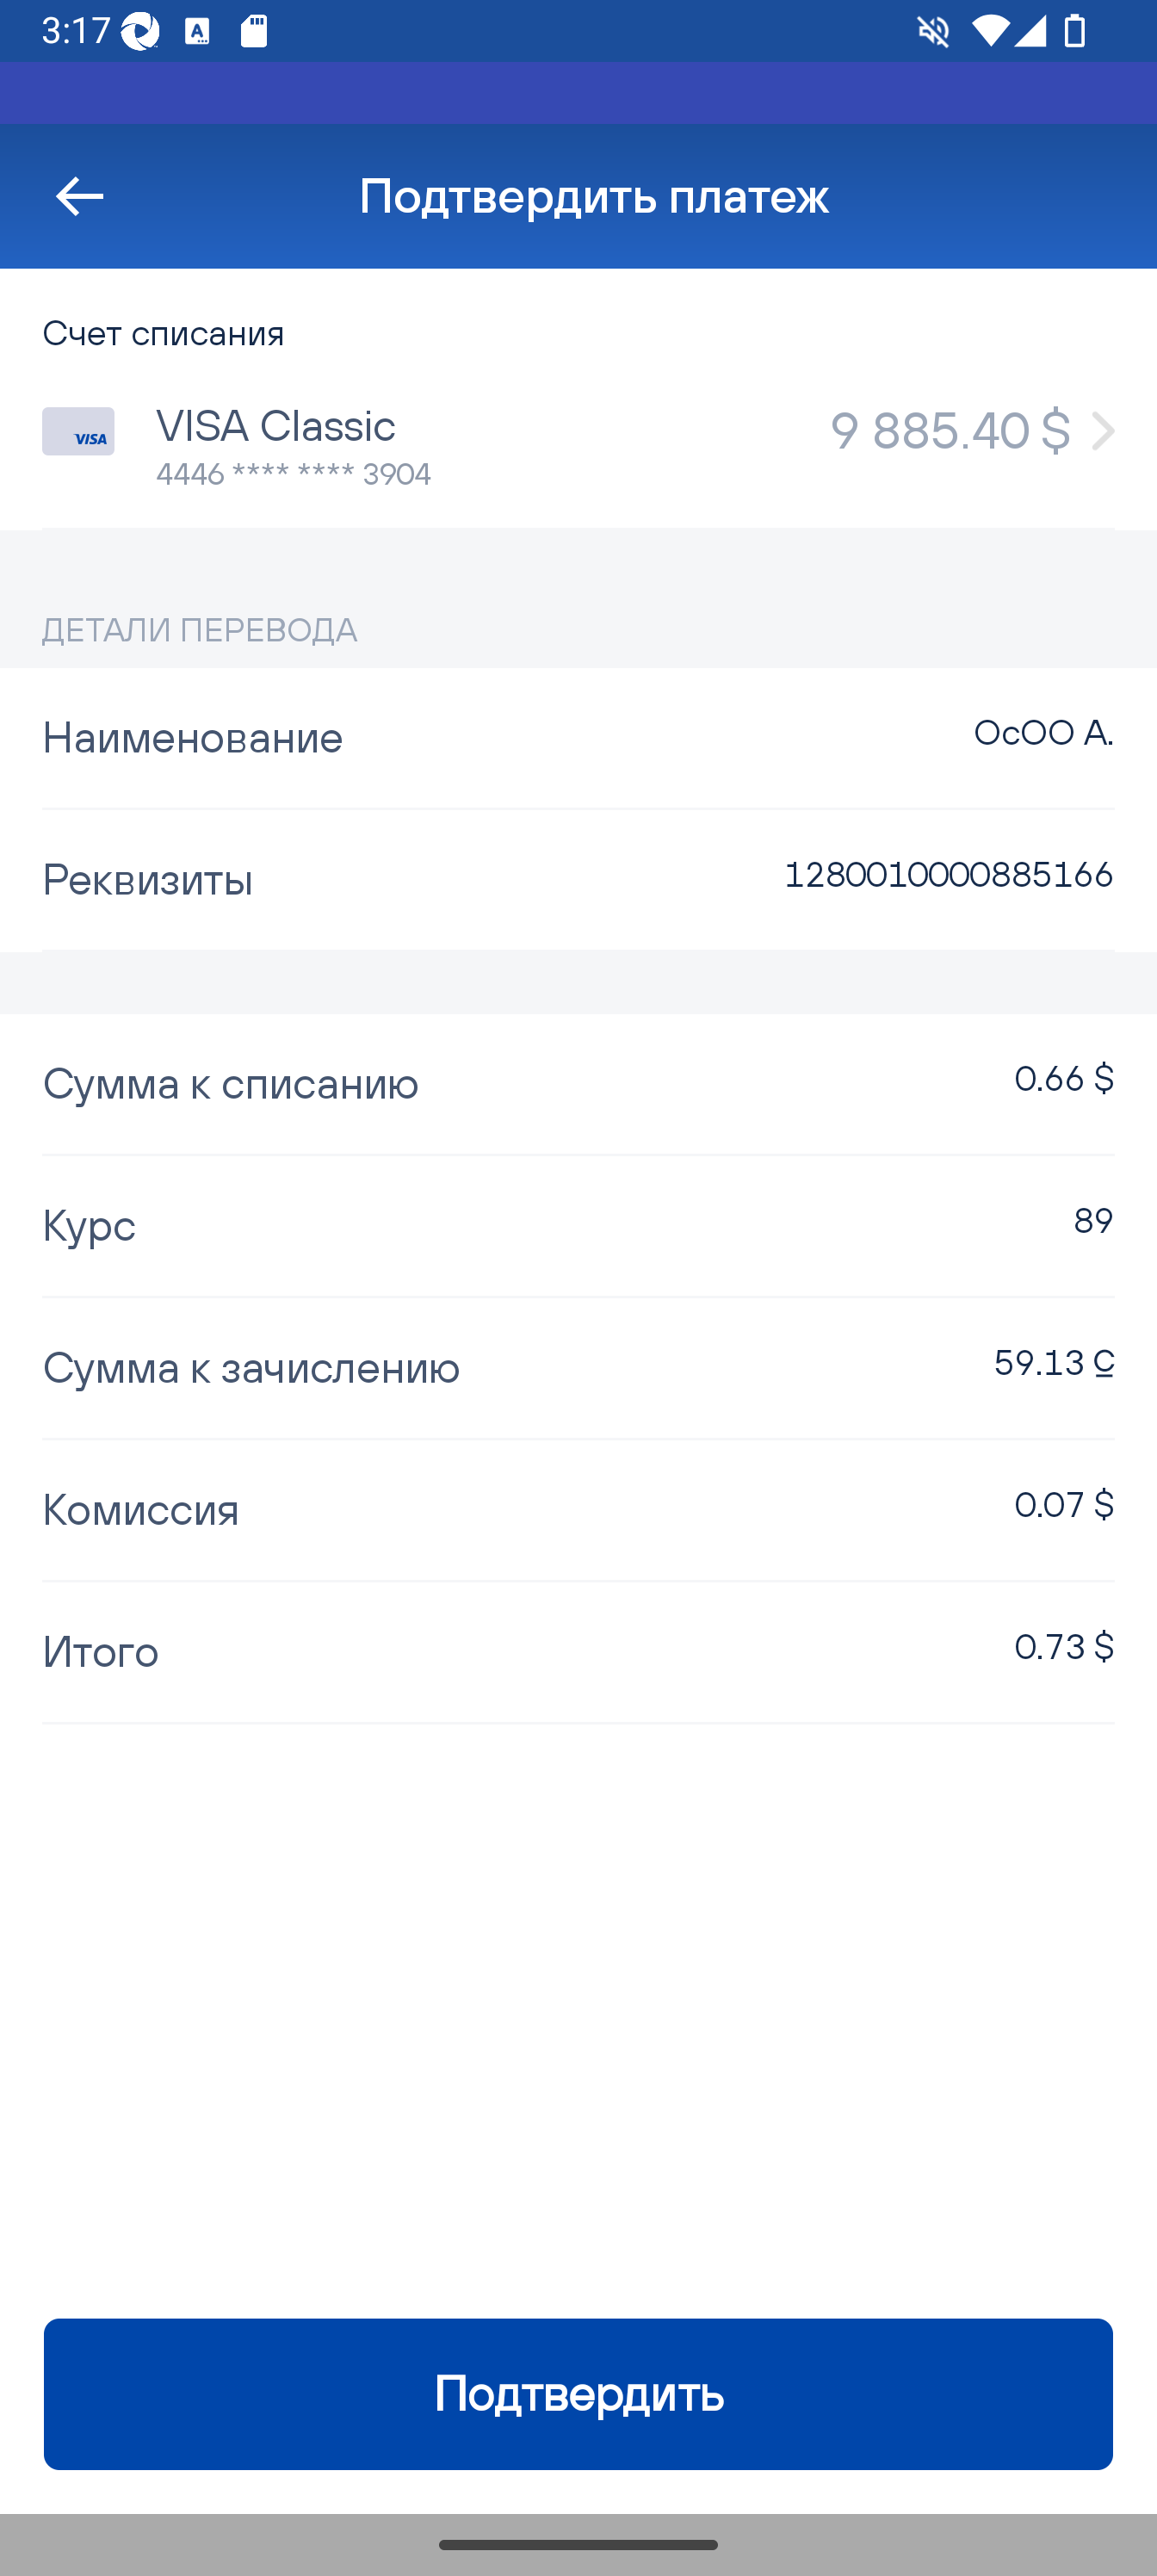 3:17
Подтвердить платеж
Счет списания
VISA
VISA Classic
9 885.40 $
4446 **** **** 3904
ДЕТАЛИ ПЕРЕВОДА
Наименование
ОсОО А.
Реквизиты
1280010000885166
Сумма к списанию
0.66 $
Курс
89
Сумма к зачислению
59.13 с
Комиссия
0.07 $
Итого
0.73 $
Подтвердить